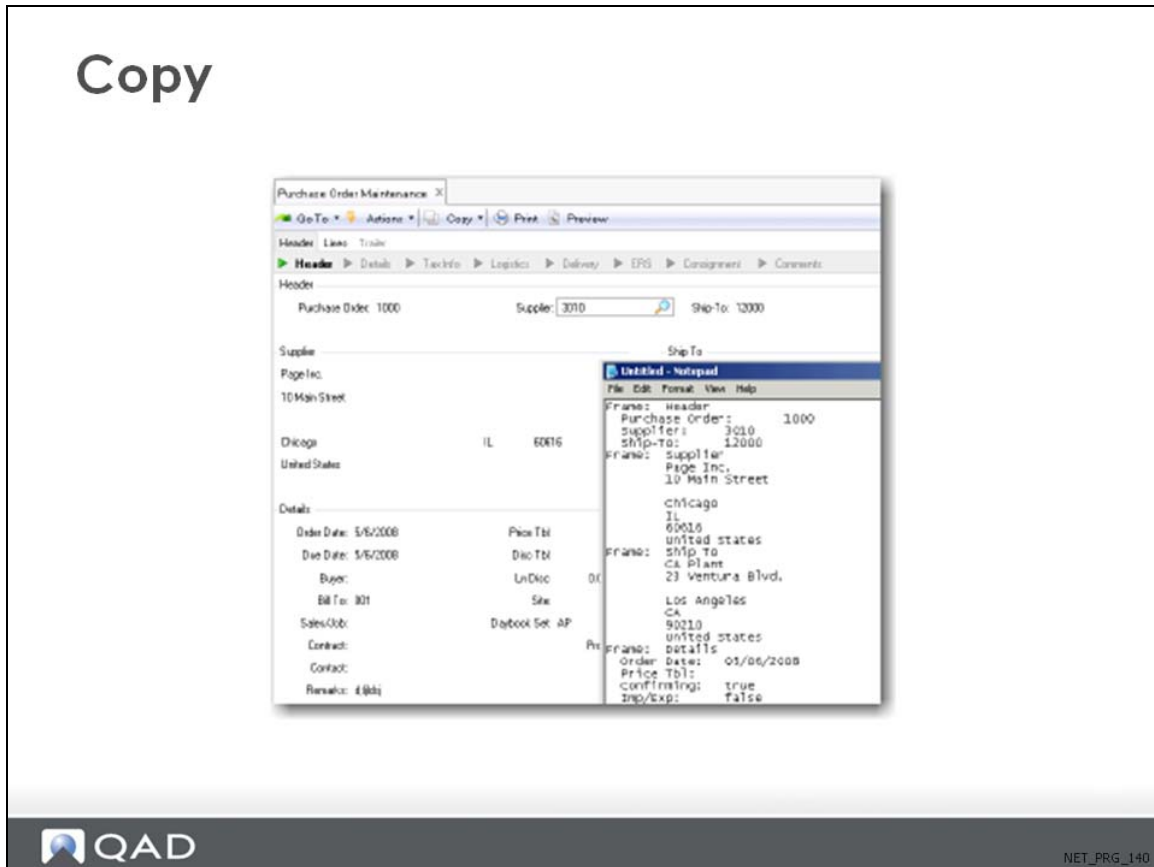 Copy
Purchase Order Maintenance X
Go To Actions Copy Print Preview
Header Lines Trailer
Header Details Tax Info Logistics Delivery ERS Consignment Comments
Header
Purchase Order: 1000 Supplier: 3010 Ship-To: 12000
Supplier Ship To
Page Inc.
10 Main Street
Chicago IL 60616
United States
Details
Order Date: 5/6/2008 Price Tbl
Due Date: 5/6/2008 Disc Tbl
Buyer: Ln Disc
Bill To: 801 Site:
Sales/Job: Daybook Set: AP
Contract:
Contact:
Remarks:
Untitled - Notepad
File Edit Format View Help
Frame: Header
Purchase Order: 1000
Supplier: 3010
Ship-To: 12000
Frame: Supplier
Page Inc.
10 Main Street
Chicago
IL
60616
United States
Frame: Ship To
CA Plant
23 Ventura Blvd.
Los Angeles
CA
90210
United States
Frame: Details
Order Date: 05/06/2008
Price Tbl:
Confirming: true
Imp/Exp: false
QAD
NET_PRG_140